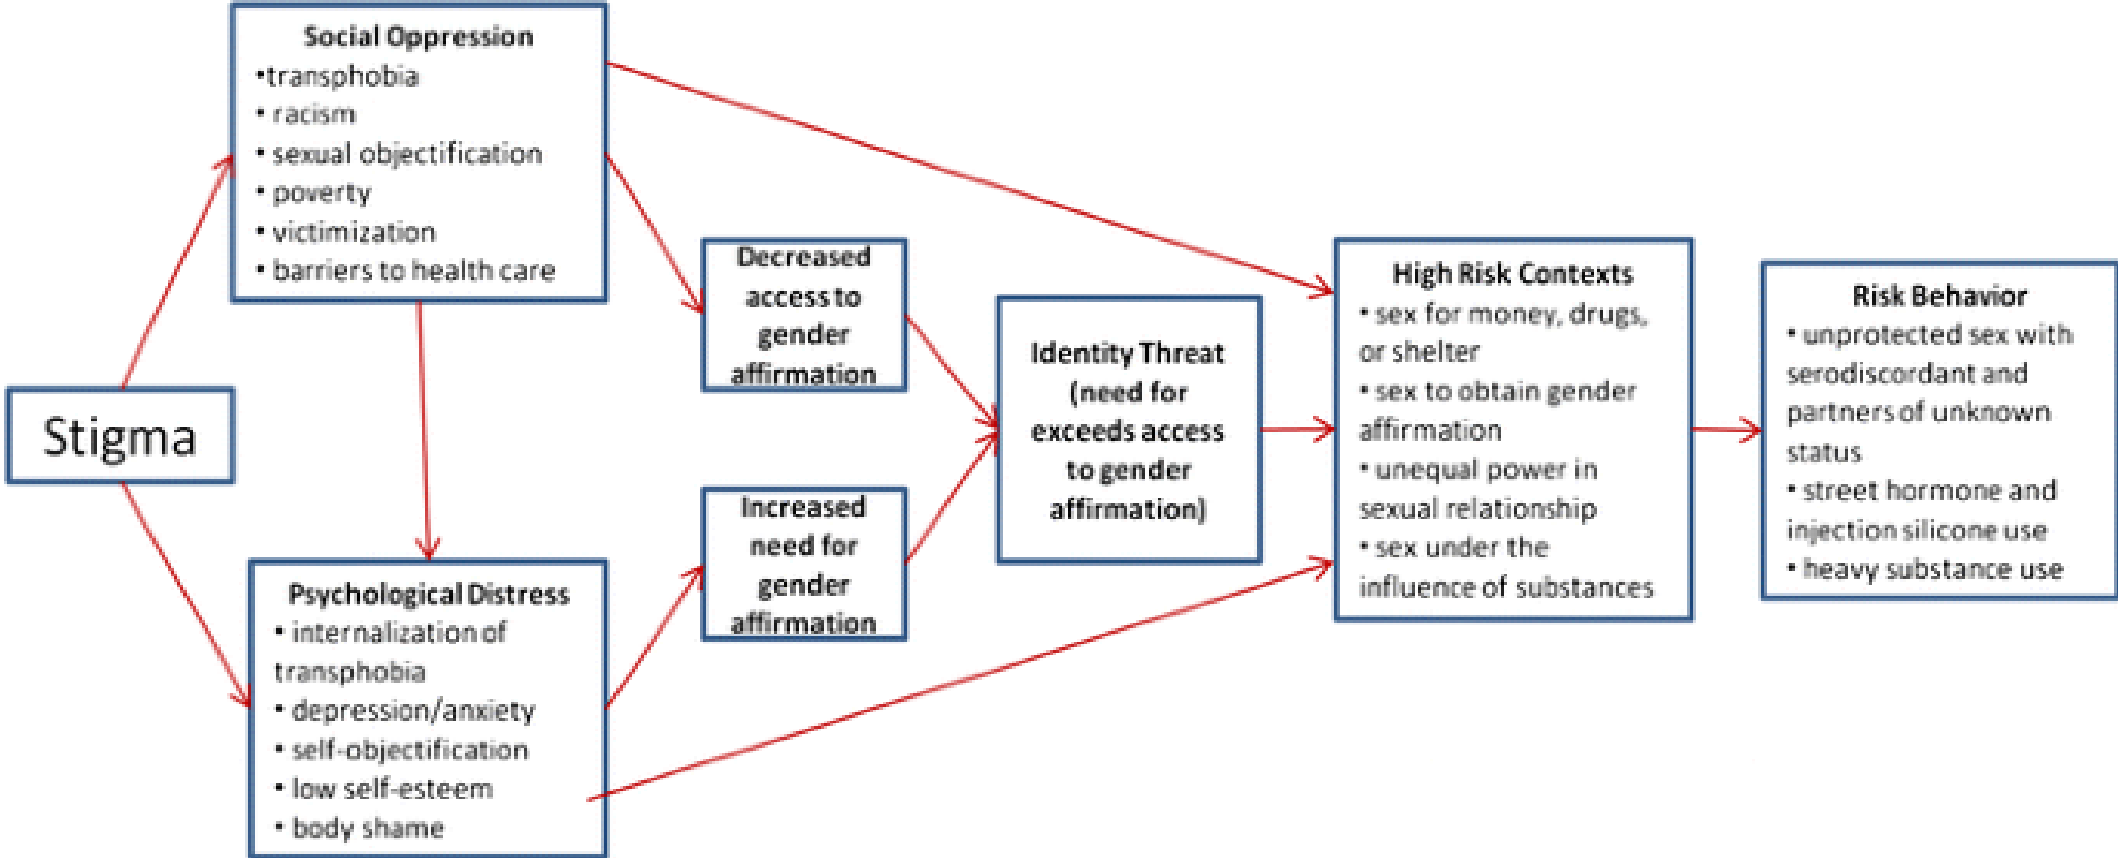 Stigma
Social Oppression
•transphobia
• racism
• sexual objectification
• poverty
• victimization
• barriers to health care
Psychological Distress
• internalization of
transphobia
• depression/anxiety
• self-objectification
• low self-esteem
• body shame
Decreased
access to
gender
affirmation
Increased
need for
gender
affirmation
Identity Threat
(need for
exceeds access
to gender
affirmation)
High Risk Contexts
• sex for money, drugs,
or shelter
• sex to obtain gender
affirmation
• unequal power in
sexual relationship
• sex under the
influence of substances
Risk Behavior
• unprotected sex with
serodiscordant and
partners of unknown
status
• street hormone and
injection silicone use
• heavy substance use